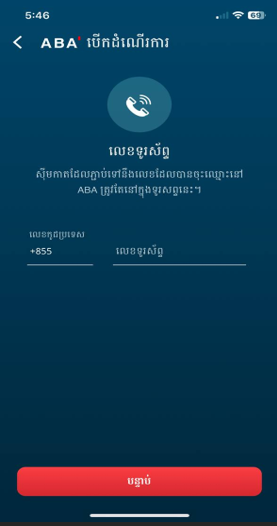 5:46
69
ABA' បើកដំណើរការ
លេខទូរស័ព្ទ
ស៊ីមកាតដែលភ្ជាប់ទៅនឹងលេខដែលបានចុះឈ្មោះនៅ
ABA ត្រូវតែនៅក្នុងទូរសព្ទនេះ។
លេខកូដប្រទេស
+855 លេខទូរស័ព្ទ
បន្ទាប់